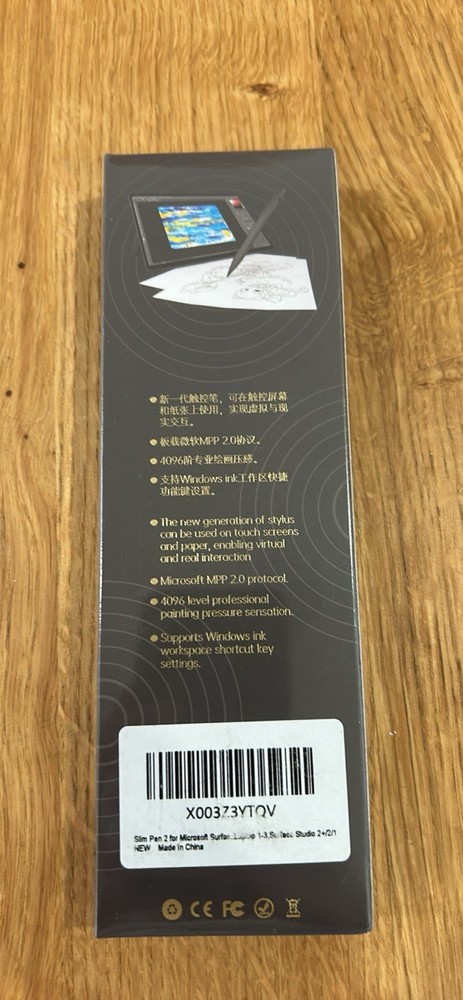 新一代触控笔，可在触控屏幕
和纸张上使用，实现虚拟与现
实交互。
板载微软MPP 2.0协议。
4096阶专业绘画压感。
支持Windows ink工作区快捷
功能键设置。
The new generation of stylus
can be used on touch screens
and paper, enabling virtual
and real interaction
Microsoft MPP 2.0 protocol.
4096 level professional
painting pressure sensation.
Supports Windows ink
workspace shortcut key
settings.
X003Z3YTQV
Slim Pen 2 for Microsoft Surfac..Laptop 1-3,Surface Studio 2+/2/1
NEW Made in China
CE FC